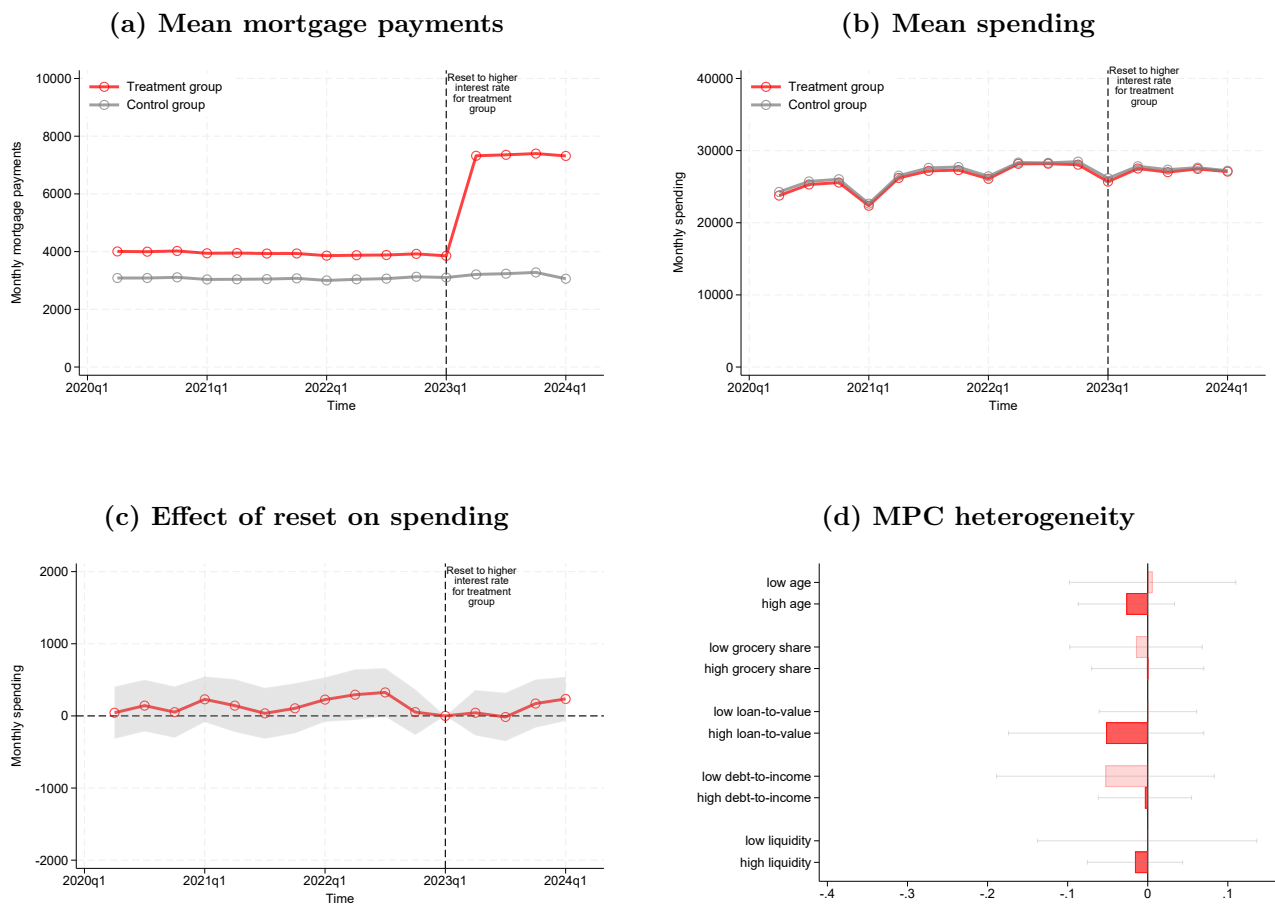 (a) Mean mortgage payments
Monthly mortgage payments
10000
8000
6000
4000
2000
0
Treatment group
Control group
Reset to higher
interest rate
for treatment
group
2020q1
2021q1
2022q1
2023q1
2024q1
Time
(b) Mean spending
Monthly spending
40000
30000
20000
10000
0
Treatment group
Control group
Reset to higher
interest rate
for treatment
group
2020q1
2021q1
2022q1
2023q1
2024q1
Time
(c) Effect of reset on spending
Monthly spending
2000
1000
0
-1000
-2000
Reset to higher
interest rate
for treatment
group
2020q1
2021q1
2022q1
2023q1
2024q1
Time
(d) MPC heterogeneity
low age
high age
low grocery share
high grocery share
low loan-to-value
high loan-to-value
low debt-to-income
high debt-to-income
low liquidity
high liquidity
-.4
-.3
-.2
-.1
0
.1